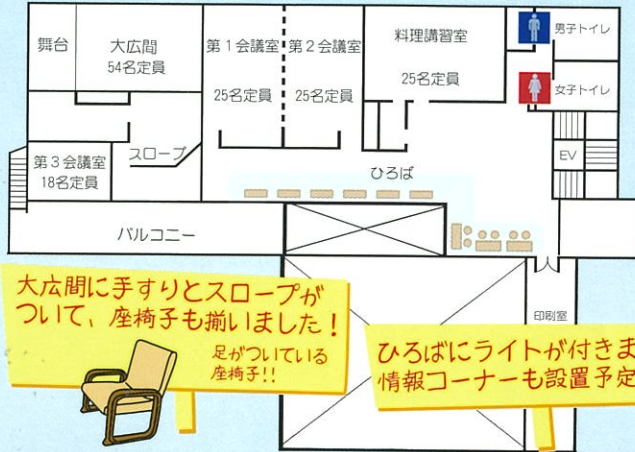 舞台
大広間
54名定員
第1会議室
25名定員
第2会議室
25名定員
料理講習室
25名定員
男子トイレ
女子トイレ
EV
第3会議室
18名定員
スロープ
ひろば
バルコニー
印刷室
大広間に手すりとスロープが
ついて、座椅子も揃いました!
足がついている
座椅子!!
ひろばにライトが付きま
情報コーナーも設置予定